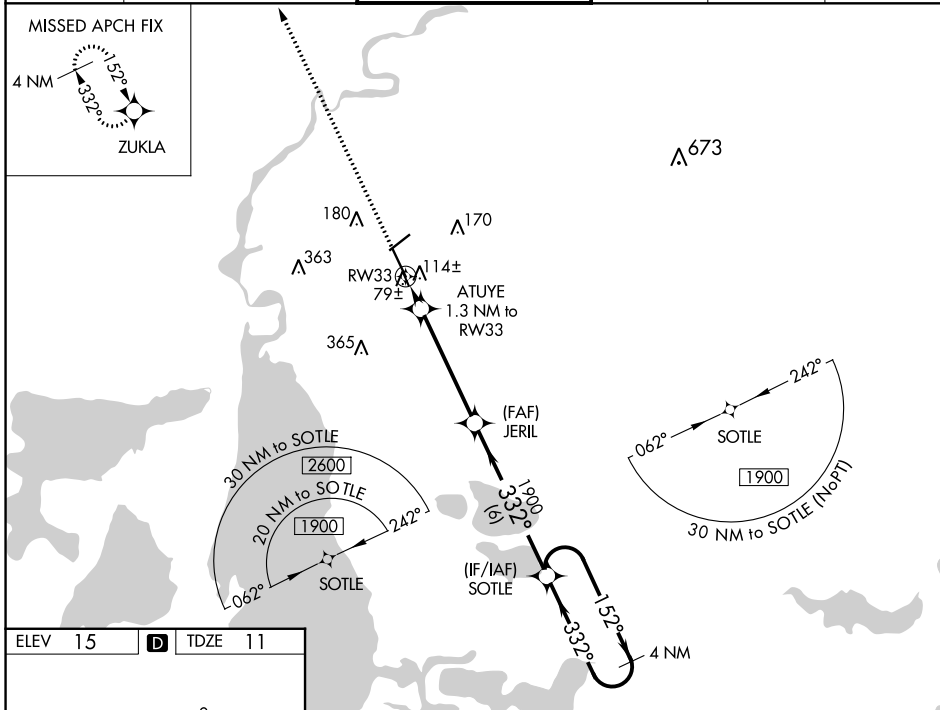 MISSED APCH FIX
4 NM
152°
332°
ZUKLA
673
180
170
363
RW33
114±
79±
ATUYE
1.3 NM to
RW33
365
(FAF)
JERIL
242°
062°
SOTLE
1900
30 NM to SOTLE (NoPT)
30 NM to SOTLE
2600
20 NM to SOTLE
1900
242°
062°
SOTLE
1900
332°
(6)
(IF/IAF)
SOTLE
152°
332°
4 NM
ELEV 15 D TDZE 11